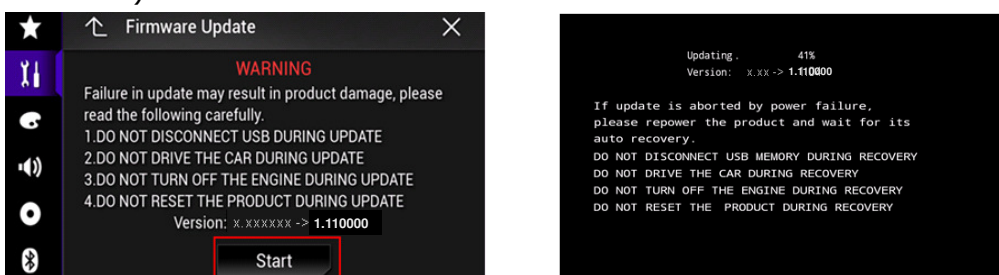 Firmware Update
WARNING
Failure in update may result in product damage, please
read the following carefully.
1.DO NOT DISCONNECT USB DURING UPDATE
2.DO NOT DRIVE THE CAR DURING UPDATE
3.DO NOT TURN OFF THE ENGINE DURING UPDATE
4.DO NOT RESET THE PRODUCT DURING UPDATE
Version: x.xxxxxx -> 1.110000
Start
Updating . 41%
Version: x.xx -> 1.110000
If update is aborted by power failure,
please repower the product and wait for its
auto recovery.
DO NOT DISCONNECT USB MEMORY DURING RECOVERY
DO NOT DRIVE THE CAR DURING RECOVERY
DO NOT TURN OFF THE ENGINE DURING RECOVERY
DO NOT RESET THE PRODUCT DURING RECOVERY